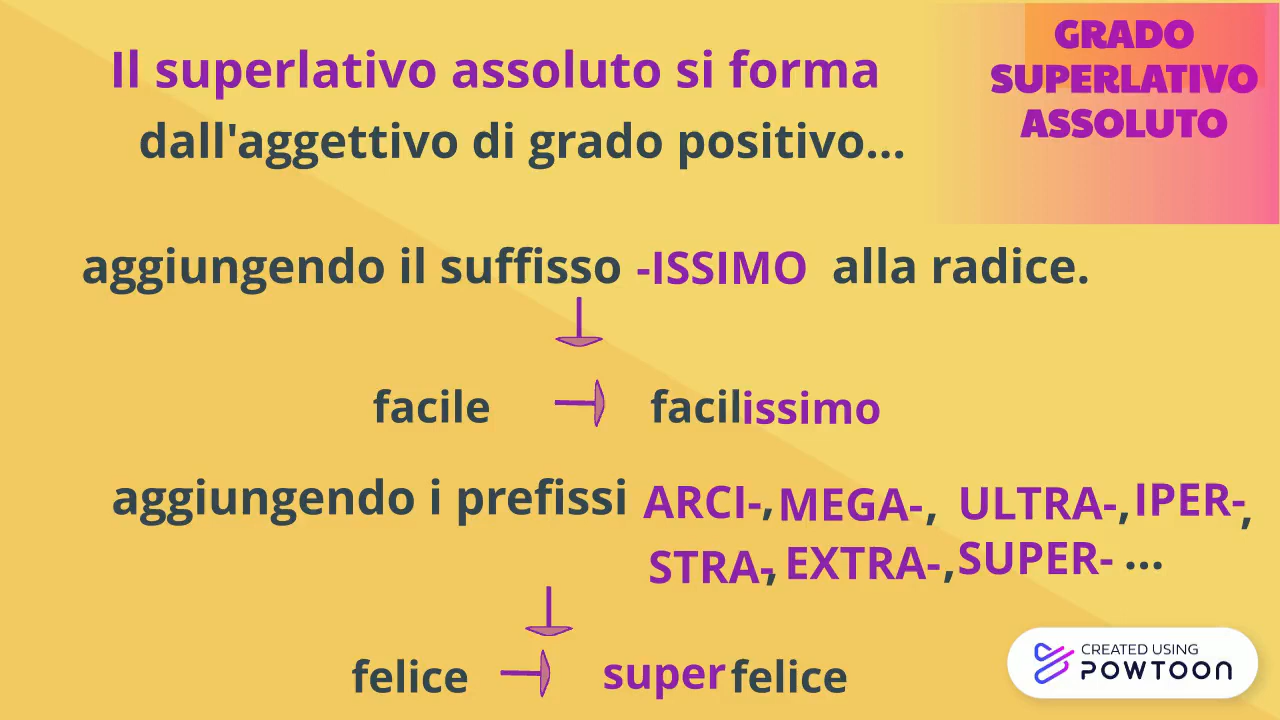 GRADO
SUPERLATIVO
ASSOLUTO
Il superlativo assoluto si forma
dall'aggettivo di grado positivo...
aggiungendo il suffisso -ISSIMO alla radice.
facile facilissimo
aggiungendo i prefissi ARCI-, MEGA-, ULTRA-, IPER-,
STRA-, EXTRA-, SUPER- ...
felice superfelice
CREATED USING
POWTOON